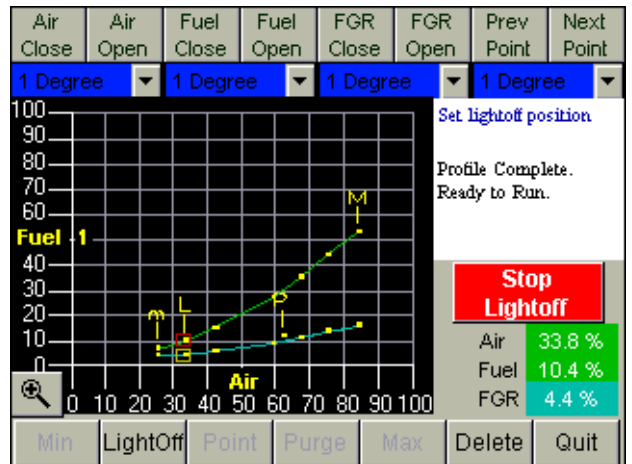 Air Close Air Open Fuel Close Fuel Open FGR Close FGR Open Prev Point Next Point
1 Degree 1 Degree 1 Degree 1 Degree
Set lightoff position
Profile Complete.
Ready to Run.
100
90
80
70
60
Fuel -1
40
30
20
10
0
m L P M
Air
0 10 20 30 40 50 60 70 80 90 100
Stop
Lightoff
Air 33.8 %
Fuel 10.4 %
FGR 4.4 %
Min LightOff Point Purge Max Delete Quit